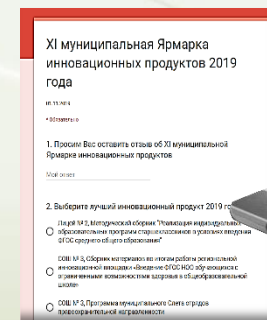 XI муниципальная Ярмарка
инновационных продуктов 2019
года
* Обязательно
1. Просим Вас оставить отзыв об XI муниципальной
Ярмарке инновационных продуктов
Мой ответ
2. Выберите лучший инновационный продукт 2019
Лицей № 2, Методический сборник "Реализация индивидуальных
образовательных программ старшеклассников в условиях введения
ФГОС среднего общего образования"
СОШ № 3, Сборник материалов по итогам работы региональной
инновационной площадки «Введение ФГОС НОО обучающихся с
ограниченными возможностями здоровья в общеобразовательной
школе»
СОШ № 3, Программа муниципального Слета отрядов
правоохранительной направленности